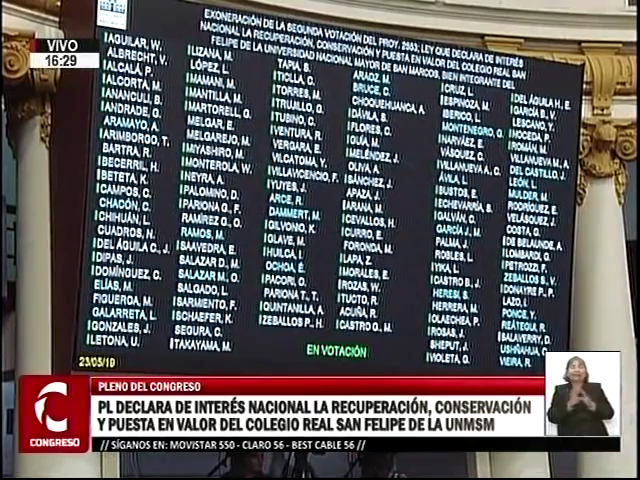 VIVO
16:29
EXONERACIÓN DE LA SEGUNDA VOTACIÓN DEL PROY. 2553; LEY QUE DECLARA DE INTERÉS
NACIONAL LA RECUPERACIÓN, CONSERVACIÓN Y PUESTA EN VALOR DEL COLEGIO REAL SAN
FELIPE DE LA UNIVERSIDAD NACIONAL MAYOR DE SAN MARCOS, BIEN INTEGRANTE DEL
AGUILAR, W.
ALBRECHT, V.
ALCALÁ, P.
ALCORTA, M.
ANANCULI, B.
ANDRADE, G.
ARAMAYO, A.
ARIMBORGO, T.
BARTRA, R.
BECERRIL, H.
BETETA, K.
CAMPOS, C.
CHACÓN, C.
CHIHUÁN, L.
CUADROS, N.
DEL ÁGUILA C., J.
DIPAS, J.
DOMÍNGUEZ, C.
ELÍAS, M.
FIGUEROA, M.
GALARRETA, L.
GONZALES, J.
LETONA, U.
LIZANA, M.
LÓPEZ, L.
MAMANI, M.
MANTILLA, M.
MARTORELL, G.
MELGAR, E.
MELGAREJO, M.
MIYASHIRO, M.
MONTEROLA, W.
NEYRA, A.
PALOMINO, D.
PARIONA G., F.
RAMÍREZ G., O.
RAMOS, M.
SAAVEDRA, E.
SALAZAR D., M.
SALAZAR M., O.
SALGADO, L.
SARMIENTO, F.
SCHAEFER, K.
SEGURA, C.
TAKAYAMA, M.
TAPIA, S.
TICLLA, C.
TORRES, M.
TRUJILLO, G.
TUBINO, C.
VENTURA, R.
VERGARA, E.
VILCATOMA, Y.
VILLAVICENCIO, F.
YUYES, J.
ARCE, R.
DAMMERT, M.
GILVONIO, K.
GLAVE, M.
HUILCA, I.
OCHOA, E.
PACORI, O.
PARIONA T., T.
QUINTANILLA, A.
ZEBALLOS P., H.
ARAOZ, M.
BRUCE, C.
CHOQUEHUANCA, A.
DÁVILA, S.
FLORES, C.
GUÍA, M.
MELÉNDEZ, J.
OLIVA, A.
SÁNCHEZ, J.
APAZA, J.
ARANA, M.
CEVALLOS, H.
CURRO, E.
FORONDA, M.
LAPA, Z.
MORALES, E.
ROZAS, W.
TUCTO, R.
ACUÑA, R.
CASTRO G., M.
CRUZ, L.
ESPINOZA, M.
IBERICO, L.
MONTENEGRO, G.
NARVÁEZ, E.
VÁSQUEZ, C.
VILLANUEVA A., C.
ÁVILA, L.
BUSTOS, E.
ECHEVARRÍA, S.
GALVÁN, C.
GARCÍA J., M.
PALMA, J.
ROBLES, L.
YIKA, L.
CASTRO B., J.
HERESI, S.
HERRERA, M.
OLAECHEA, P.
ROSAS, J.
SHEPUT, J.
VIOLETA, G.
DEL ÁGUILA H., E.
GARCÍA B., V.
LESCANO, Y.
NOCEDA, P.
ROMÁN, M.
VILLANUEVA M., A.
DEL CASTILLO, J.
LEÓN, L.
MULDER, M.
RODRÍGUEZ, E.
VELÁSQUEZ, J.
COSTA, G.
DE BELAUNDE, A.
LOMBARDI, G.
PETROZZI, F.
ZEBALLOS S., V.
DONAYRE P., P.
LAZO, I.
PONCE, Y.
REÁTEGUI, R.
SALAVERRY, D.
USHÑAHUA, G.
VIEIRA, R.
EN VOTACIÓN
23/05/19
PLENO DEL CONGRESO
PL DECLARA DE INTERÉS NACIONAL LA RECUPERACIÓN, CONSERVACIÓN
Y PUESTA EN VALOR DEL COLEGIO REAL SAN FELIPE DE LA UNMSM
CONGRESO
// SÍGANOS EN: MOVISTAR 550 - CLARO 56 - BEST CABLE 56 //